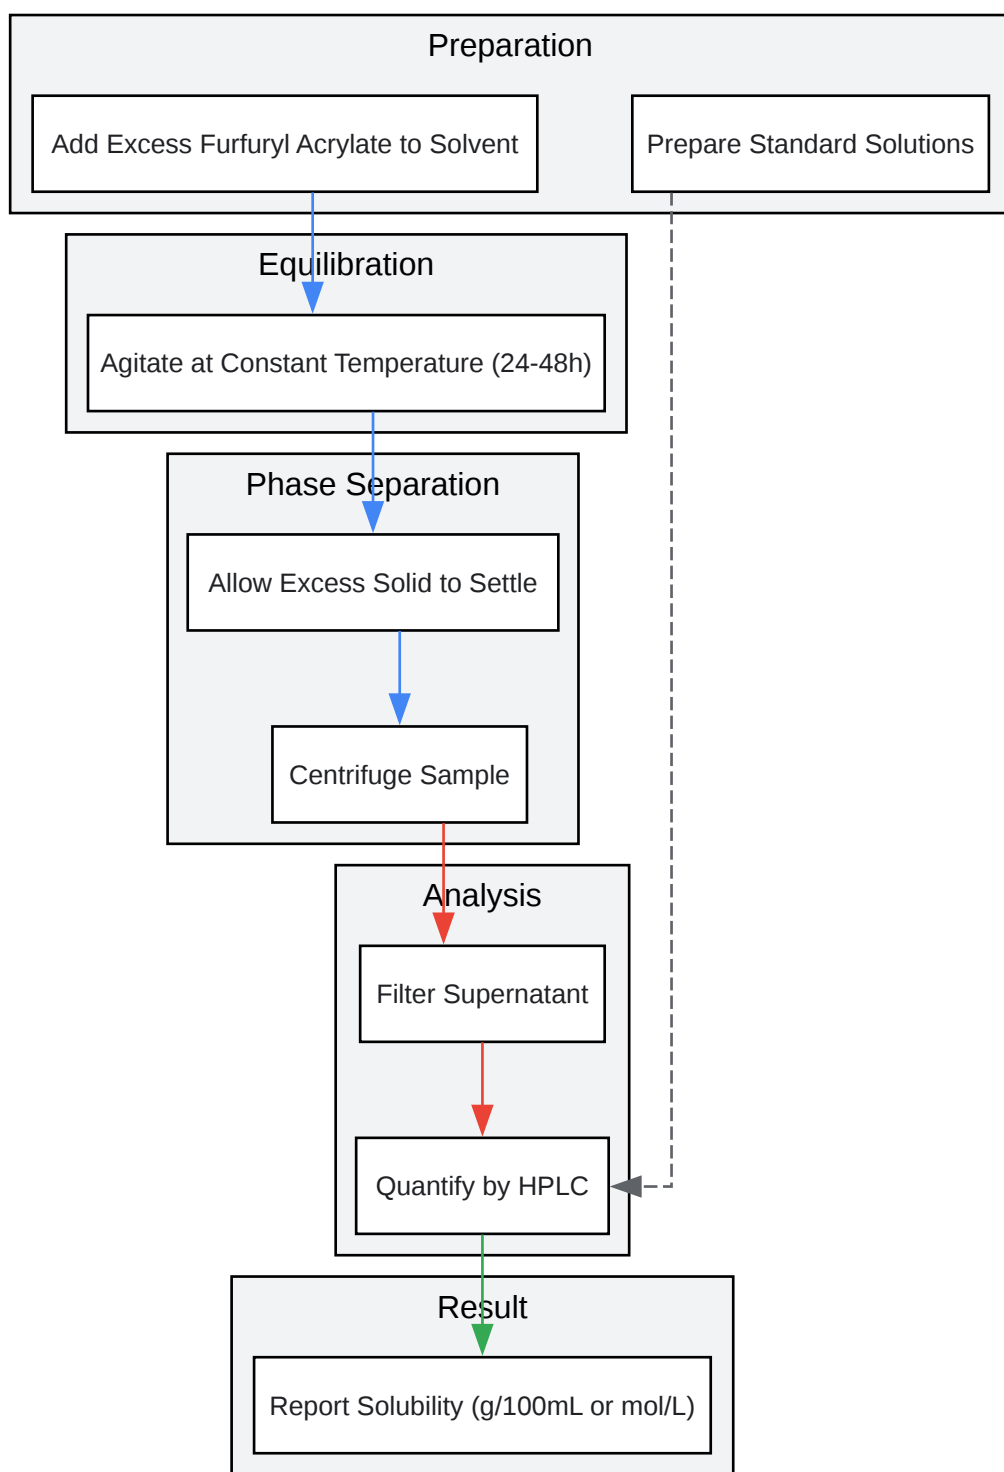 Preparation
Add Excess Furfuryl Acrylate to Solvent
Prepare Standard Solutions
Equilibration
Agitate at Constant Temperature (24-48h)
Phase Separation
Allow Excess Solid to Settle
Centrifuge Sample
Analysis
Filter Supernatant
Quantify by HPLC
Result
Report Solubility (g/100mL or mol/L)